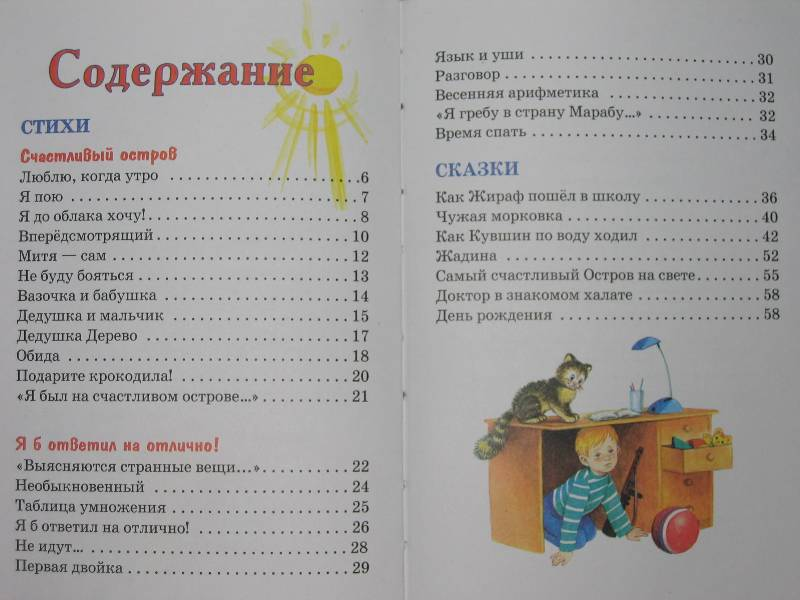 Содержание
СТИХИ
Счастливый остров
Люблю, когда утро ..................... 6
Я пою ..................... 7
Я до облака хочу! ..................... 8
Вперёдсмотрящий ..................... 10
Митя — сам ..................... 12
Не буду бояться ..................... 13
Вазочка и бабушка ..................... 14
Дедушка и мальчик ..................... 15
Дедушка Дерево ..................... 17
Обида ..................... 18
Подарите крокодила! ..................... 20
«Я был на счастливом острове...» ..................... 21
Я б ответил на отлично!
«Выясняются странные вещи...» ..................... 22
Необыкновенный ..................... 24
Таблица умножения ..................... 25
Я б ответил на отлично! ..................... 26
Не идут... ..................... 28
Первая двойка ..................... 29
Язык и уши ..................... 30
Разговор ..................... 31
Весенняя арифметика ..................... 32
«Я гребу в страну Марабу...» ..................... 32
Время спать ..................... 34
СКАЗКИ
Как Жираф пошёл в школу ..................... 36
Чужая морковка ..................... 40
Как Кувшин по воду ходил ..................... 42
Жадина ..................... 52
Самый счастливый Остров на свете ..................... 55
Доктор в знакомом халате ..................... 58
День рождения ..................... 58